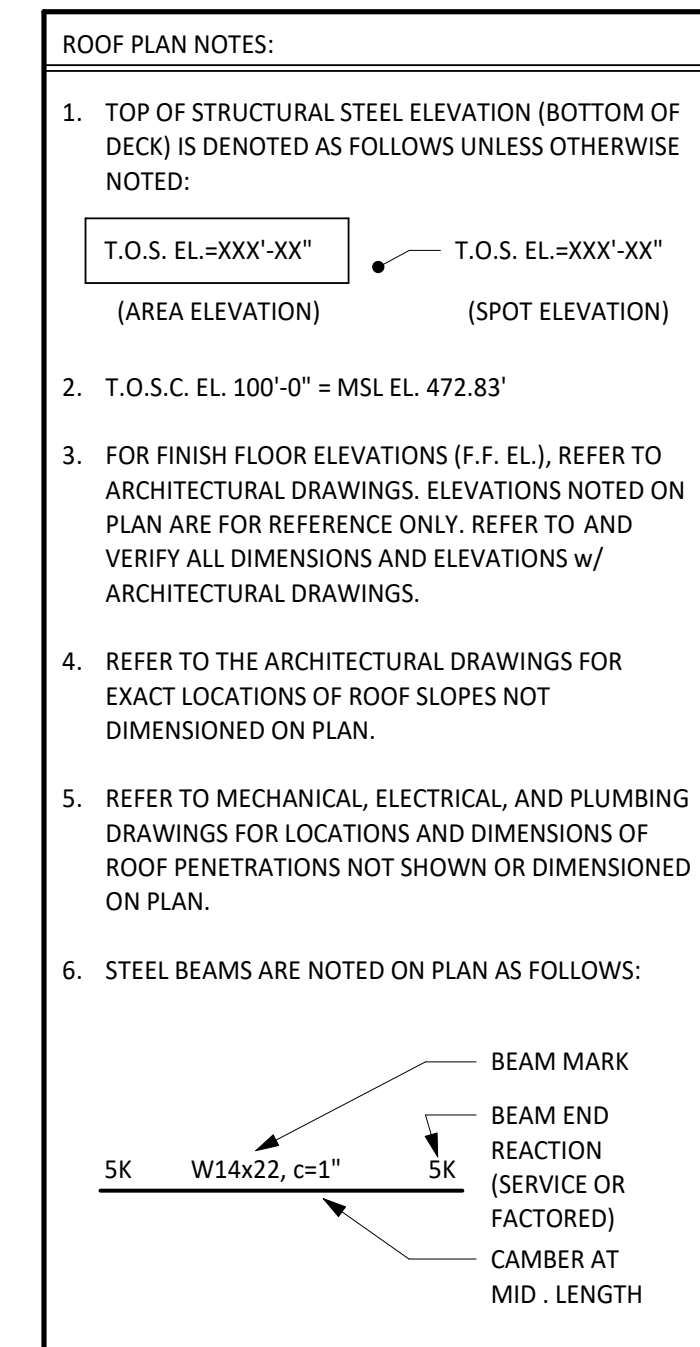 ROOF PLAN NOTES:
1. TOP OF STRUCTURAL STEEL ELEVATION (BOTTOM OF
DECK) IS DENOTED AS FOLLOWS UNLESS OTHERWISE
NOTED:
T.O.S. EL.=XXX'-XX" T.O.S. EL.=XXX'-XX"
(AREA ELEVATION) (SPOT ELEVATION)
2. T.O.S.C. EL. 100'-0" = MSL EL. 472.83'
3. FOR FINISH FLOOR ELEVATIONS (F.F. EL.), REFER TO
ARCHITECTURAL DRAWINGS. ELEVATIONS NOTED ON
PLAN ARE FOR REFERENCE ONLY. REFER TO AND
VERIFY ALL DIMENSIONS AND ELEVATIONS w/
ARCHITECTURAL DRAWINGS.
4. REFER TO THE ARCHITECTURAL DRAWINGS FOR
EXACT LOCATIONS OF ROOF SLOPES NOT
DIMENSIONED ON PLAN.
5. REFER TO MECHANICAL, ELECTRICAL, AND PLUMBING
DRAWINGS FOR LOCATIONS AND DIMENSIONS OF
ROOF PENETRATIONS NOT SHOWN OR DIMENSIONED
ON PLAN.
6. STEEL BEAMS ARE NOTED ON PLAN AS FOLLOWS:
BEAM MARK
BEAM END
REACTION
(SERVICE OR
FACTORED)
5K W14x22, c=1" 5K
CAMBER AT
MID . LENGTH